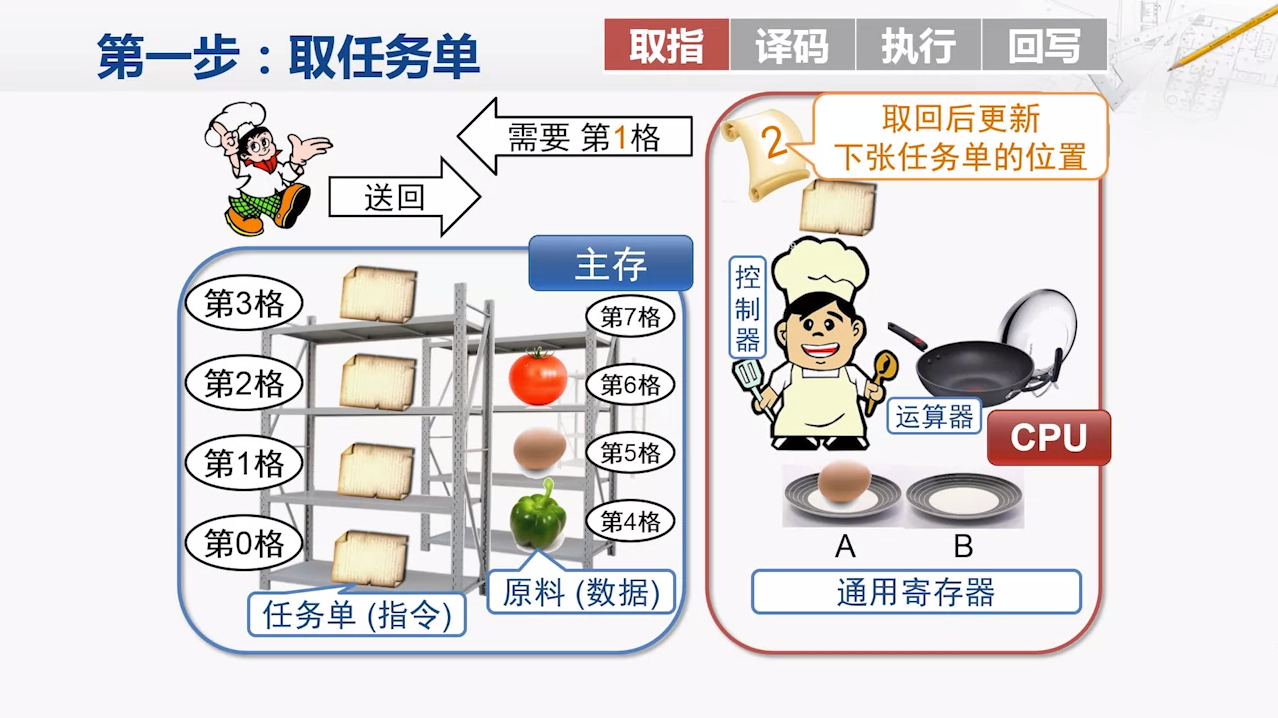 第一步：取任务单
取指 译码 执行 回写
需要 第1格
送回
2
取回后更新
下张任务单的位置
主存
第3格
第2格
第1格
第0格
第7格
第6格
第5格
第4格
任务单 (指令)
原料 (数据)
控
制
器
运算器
CPU
A B
通用寄存器